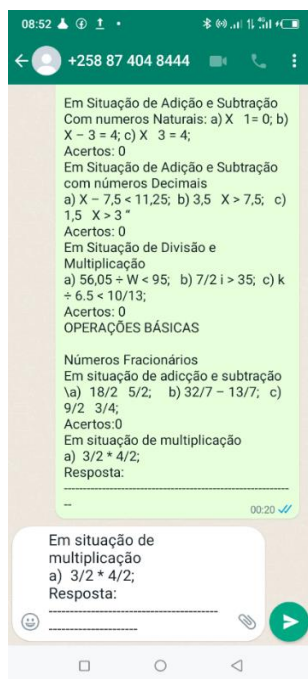 08:52
+258 87 404 8444
Em Situação de Adição e Subtração
Com numeros Naturais: a) X   1= 0; b)
X – 3 = 4; c) X   3 = 4;
Acertos: 0
Em Situação de Adição e Subtração
com números Decimais
a) X – 7,5 < 11,25;  b) 3,5   X > 7,5;   c)
1,5   X > 3 “
Acertos: 0
Em Situação de Divisão e
Multiplicação
a) 56,05 ÷ W < 95;   b) 7/2 i > 35; c) k
÷ 6.5 < 10/13;
Acertos: 0
OPERAÇÕES BÁSICAS
Números Fracionários
Em situação de adicção e subtração
\a)  18/2   5/2;     b) 32/7 – 13/7;   c)
9/2   3/4;
Acertos:0
Em situação de multiplicação
a)  3/2 * 4/2;
Resposta:
--------------------------------------------------------
--
00:20
Em situação de
multiplicação
a)  3/2 * 4/2;
Resposta:
------------------------------------------
----------------------